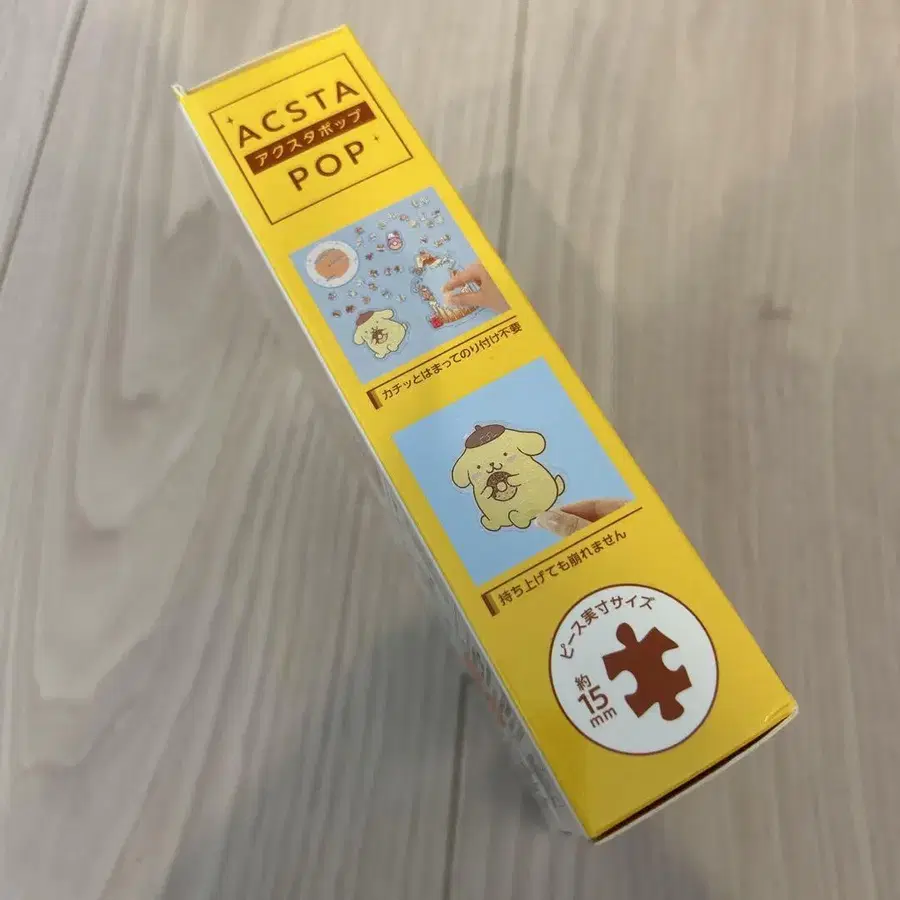 ACSTA
アクスタポップ
POP
カチッとはまってのり付け不要
持ち上げても崩れません
ピース実寸サイズ
約
15
mm